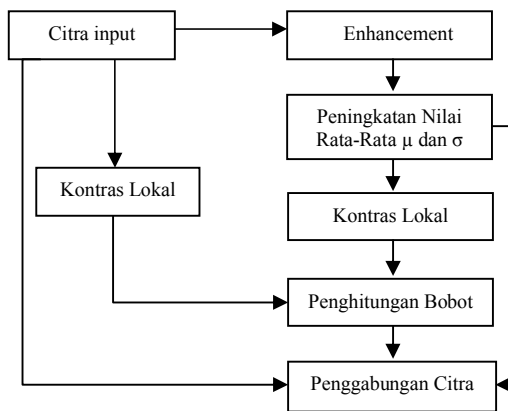 Citra input
Enhancement
Peningkatan Nilai
Rata-Rata μ dan σ
Kontras Lokal
Kontras Lokal
Penghitungan Bobot
Penggabungan Citra